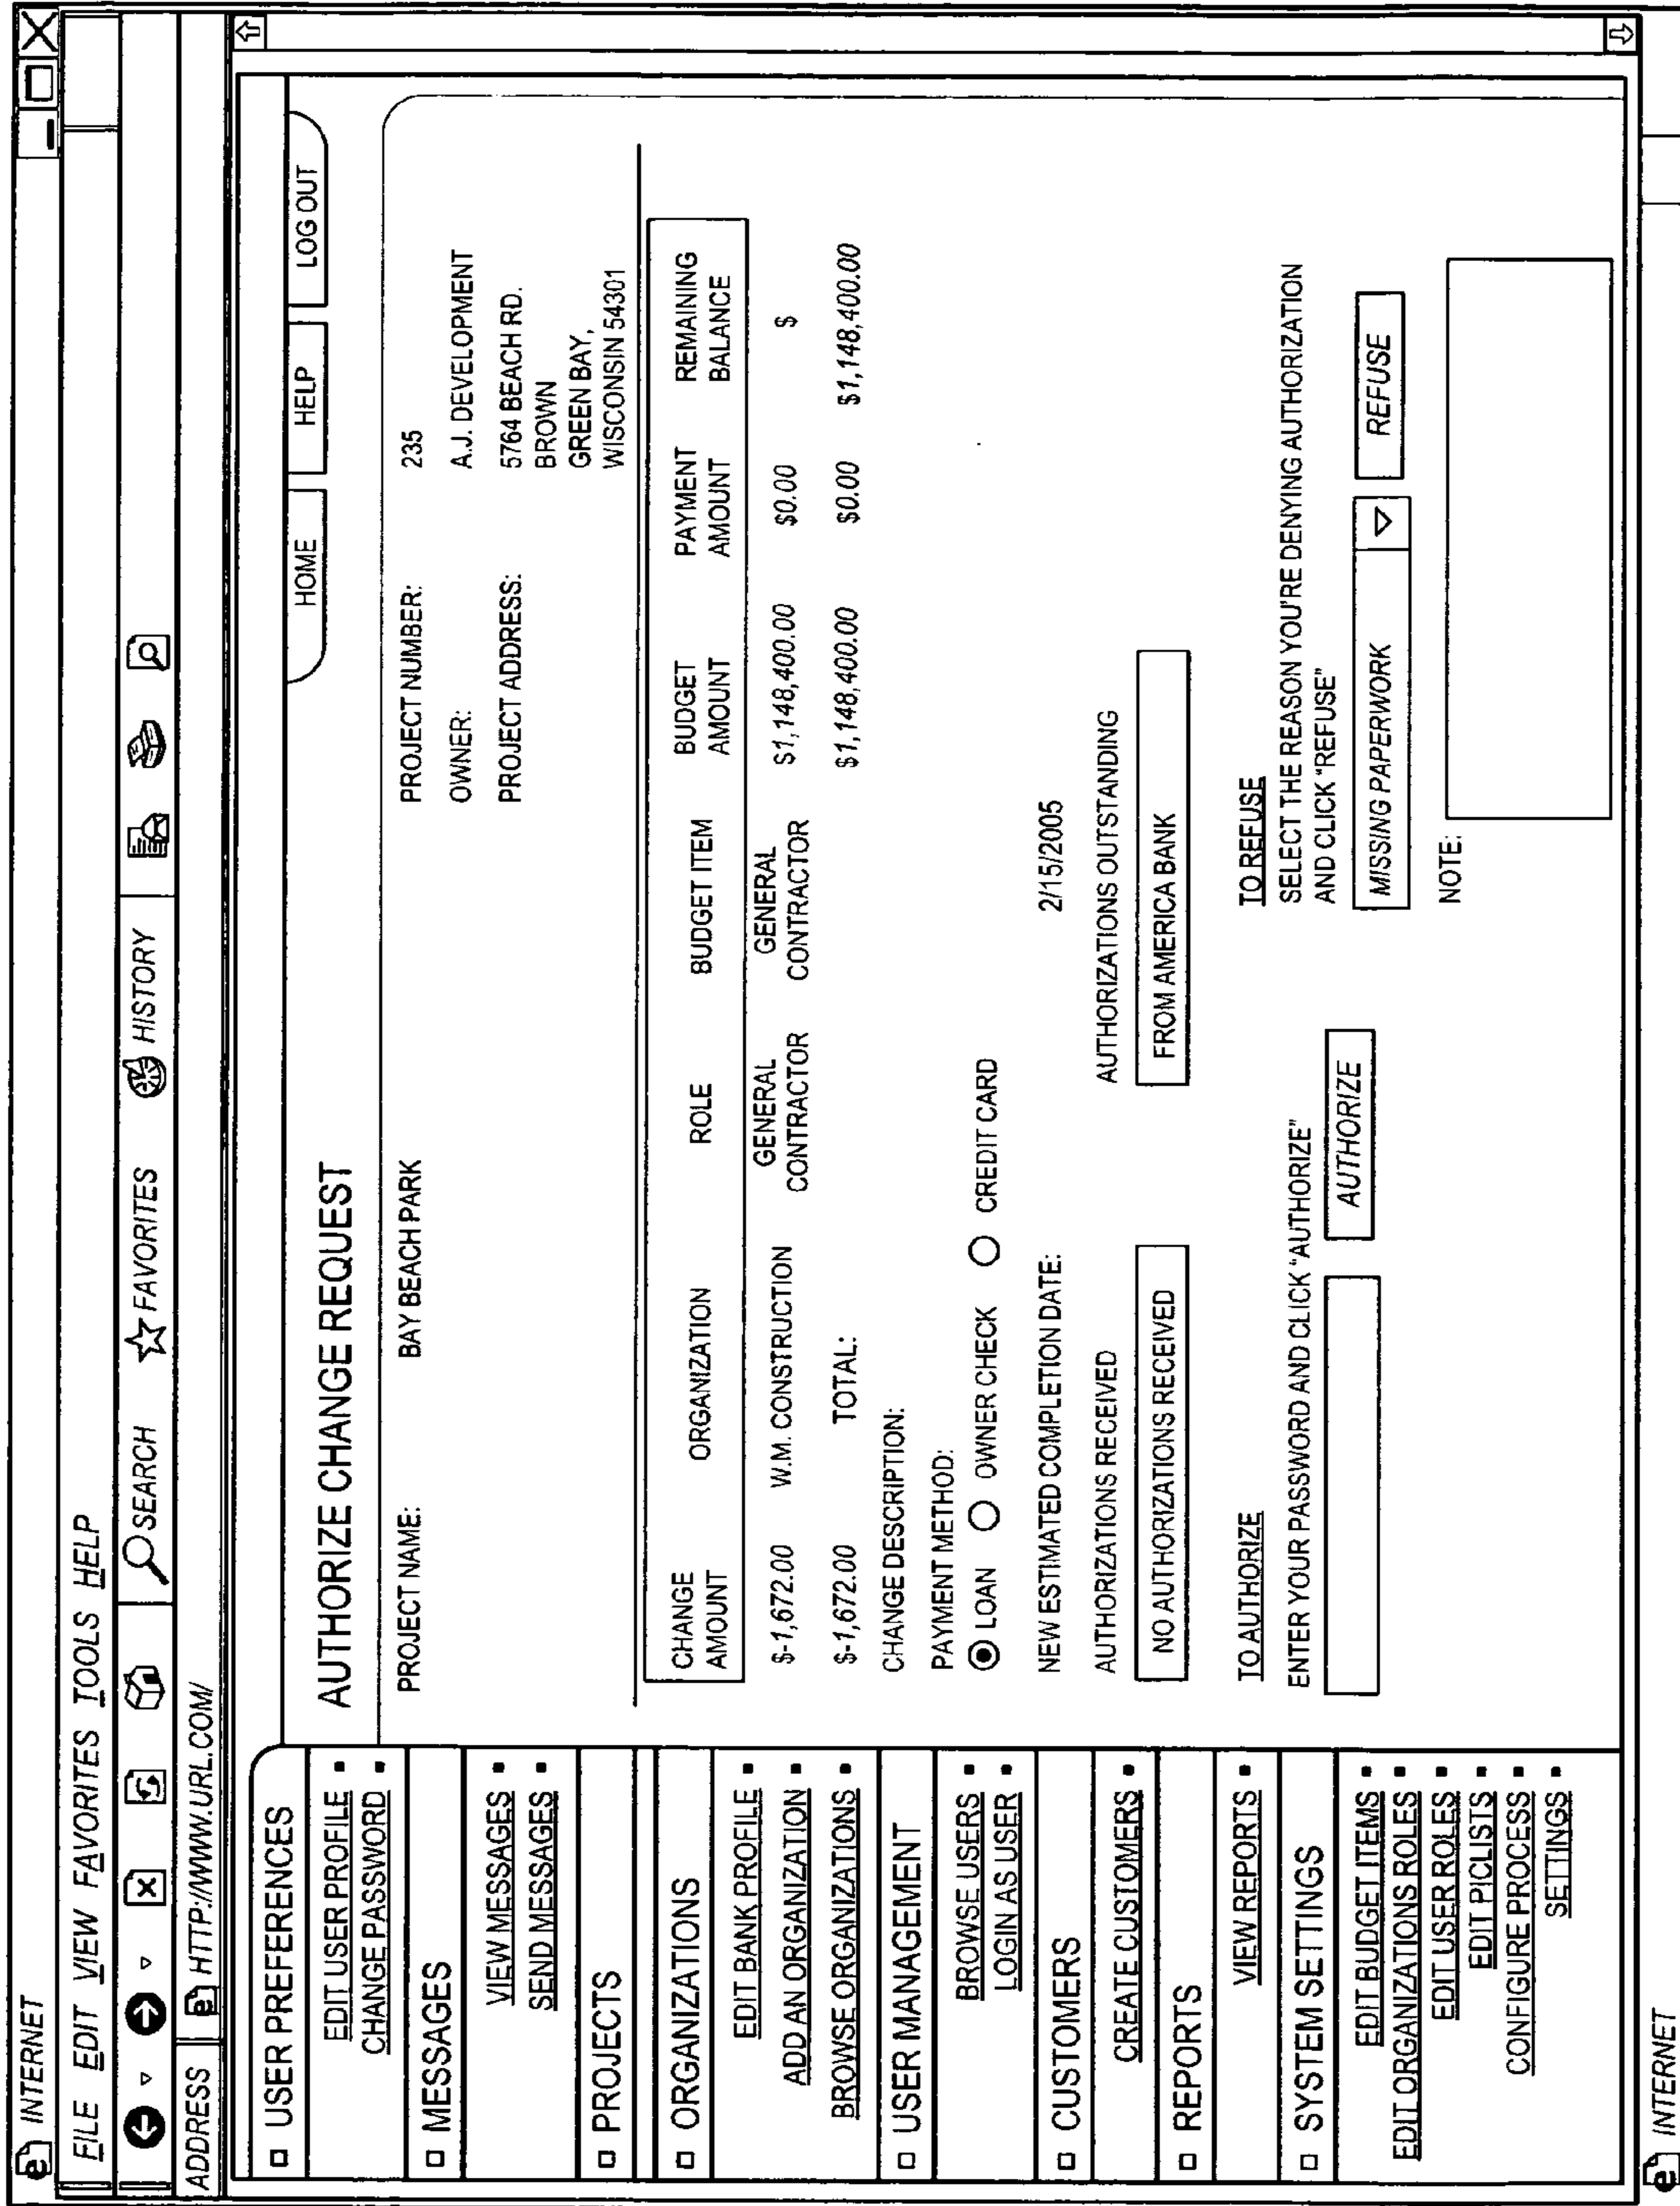 INTERNET
FILE EDIT VIEW FAVORITES TOOLS HELP
SEARCH FAVORITES HISTORY
ADDRESS HTTP://WWW.URL.COM/
USER PREFERENCES
EDIT USER PROFILE
CHANGE PASSWORD
MESSAGES
VIEW MESSAGES
SEND MESSAGES
PROJECTS
ORGANIZATIONS
EDIT BANK PROFILE
ADD AN ORGANIZATION
BROWSE ORGANIZATIONS
USER MANAGEMENT
BROWSE USERS
LOGIN AS USER
CUSTOMERS
CREATE CUSTOMERS
REPORTS
VIEW REPORTS
SYSTEM SETTINGS
EDIT BUDGET ITEMS
EDIT ORGANIZATIONS ROLES
EDIT USER ROLES
EDIT PICLISTS
CONFIGURE PROCESS
SETTINGS
HOME HELP LOG OUT
AUTHORIZE CHANGE REQUEST
PROJECT NAME: BAY BEACH PARK PROJECT NUMBER: 235
OWNER: A.J. DEVELOPMENT
PROJECT ADDRESS: 5764 BEACH RD.
BROWN
GREEN BAY,
WISCONSIN 54301
CHANGE AMOUNT ORGANIZATION ROLE BUDGET ITEM BUDGET AMOUNT PAYMENT AMOUNT REMAINING BALANCE
$-1,672.00 W.M. CONSTRUCTION GENERAL CONTRACTOR GENERAL CONTRACTOR $1,148,400.00 $0.00 $
$-1,672.00 TOTAL: $1,148,400.00 $0.00 $1,148,400.00
CHANGE DESCRIPTION:
PAYMENT METHOD:
LOAN OWNER CHECK CREDIT CARD
NEW ESTIMATED COMPLETION DATE: 2/15/2005
AUTHORIZATIONS RECEIVED AUTHORIZATIONS OUTSTANDING
NO AUTHORIZATIONS RECEIVED FROM AMERICA BANK
TO AUTHORIZE
ENTER YOUR PASSWORD AND CLICK "AUTHORIZE"
AUTHORIZE
TO REFUSE
SELECT THE REASON YOU'RE DENYING AUTHORIZATION
AND CLICK "REFUSE"
MISSING PAPERWORK REFUSE
NOTE:
INTERNET